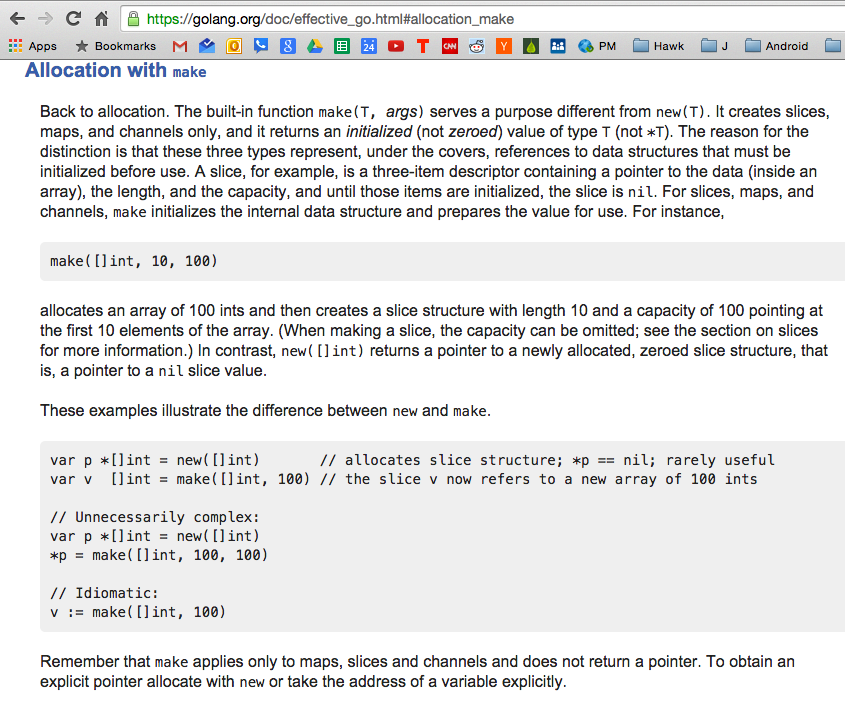 https://golang.org/doc/effective_go.html#allocation_make
Apps Bookmarks 8 24 T CNN Y PM Hawk J Android
Allocation with make
Back to allocation. The built-in function make(T, args) serves a purpose different from new(T). It creates slices,
maps, and channels only, and it returns an initialized (not zeroed) value of type T (not *T). The reason for the
distinction is that these three types represent, under the covers, references to data structures that must be
initialized before use. A slice, for example, is a three-item descriptor containing a pointer to the data (inside an
array), the length, and the capacity, and until those items are initialized, the slice is nil. For slices, maps, and
channels, make initializes the internal data structure and prepares the value for use. For instance,
make([]int, 10, 100)
allocates an array of 100 ints and then creates a slice structure with length 10 and a capacity of 100 pointing at
the first 10 elements of the array. (When making a slice, the capacity can be omitted; see the section on slices
for more information.) In contrast, new([]int) returns a pointer to a newly allocated, zeroed slice structure, that
is, a pointer to a nil slice value.
These examples illustrate the difference between new and make.
var p *[]int = new([]int)       // allocates slice structure; *p == nil; rarely useful
var v  []int = make([]int, 100) // the slice v now refers to a new array of 100 ints
// Unnecessarily complex:
var p *[]int = new([]int)
*p = make([]int, 100, 100)
// Idiomatic:
v := make([]int, 100)
Remember that make applies only to maps, slices and channels and does not return a pointer. To obtain an
explicit pointer allocate with new or take the address of a variable explicitly.